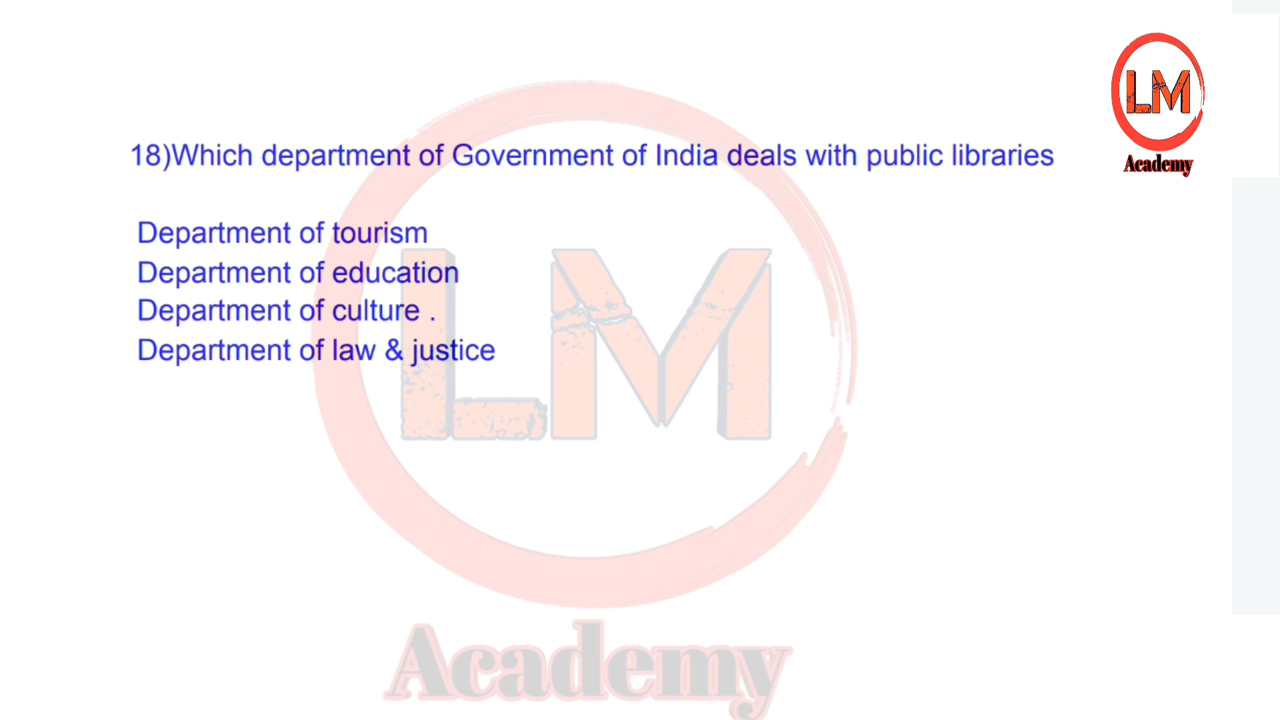 LM
Academy
18)Which department of Government of India deals with public libraries
Department of tourism
Department of education
Department of culture .
Department of law & justice
LM
Academy